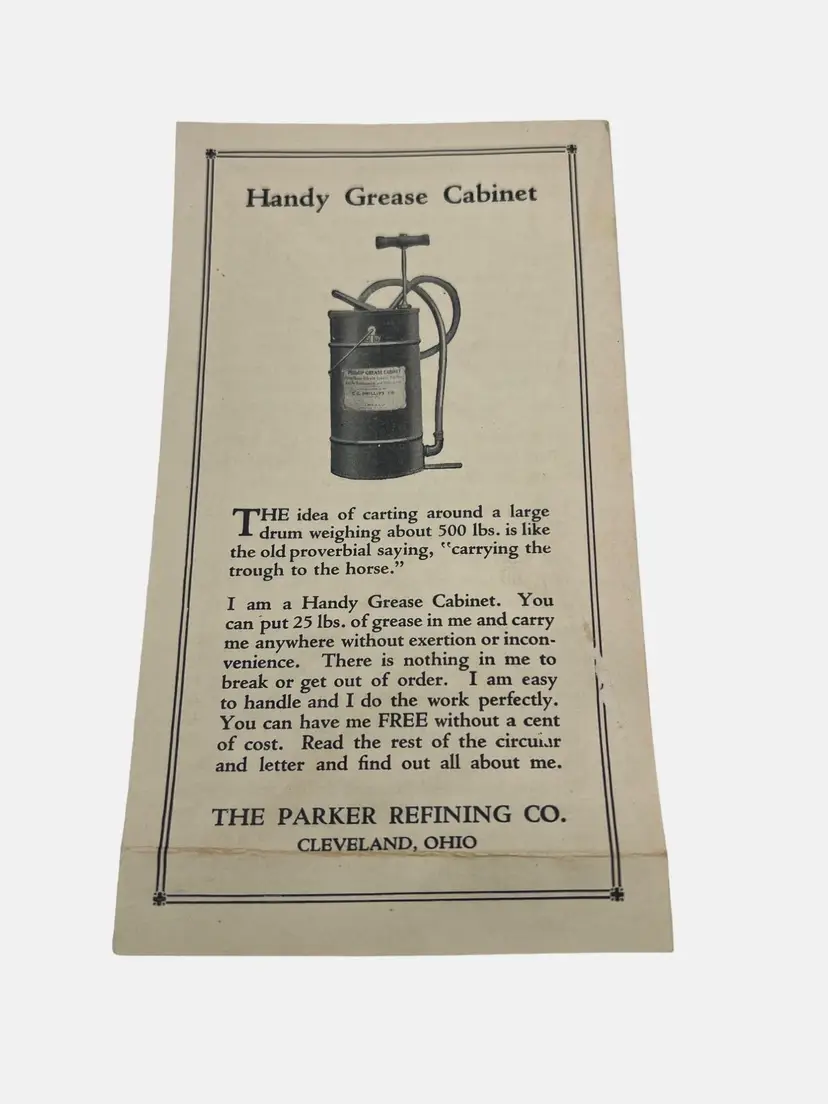 Handy Grease Cabinet
THE idea of carting around a large
drum weighing about 500 lbs. is like
the old proverbial saying, "carrying the
trough to the horse."
I am a Handy Grease Cabinet. You
can put 25 lbs. of grease in me and carry
me anywhere without exertion or incon-
venience. There is nothing in me to
break or get out of order. I am easy
to handle and I do the work perfectly.
You can have me FREE without a cent
of cost. Read the rest of the circular
and letter and find out all about me.
THE PARKER REFINING CO.
CLEVELAND, OHIO